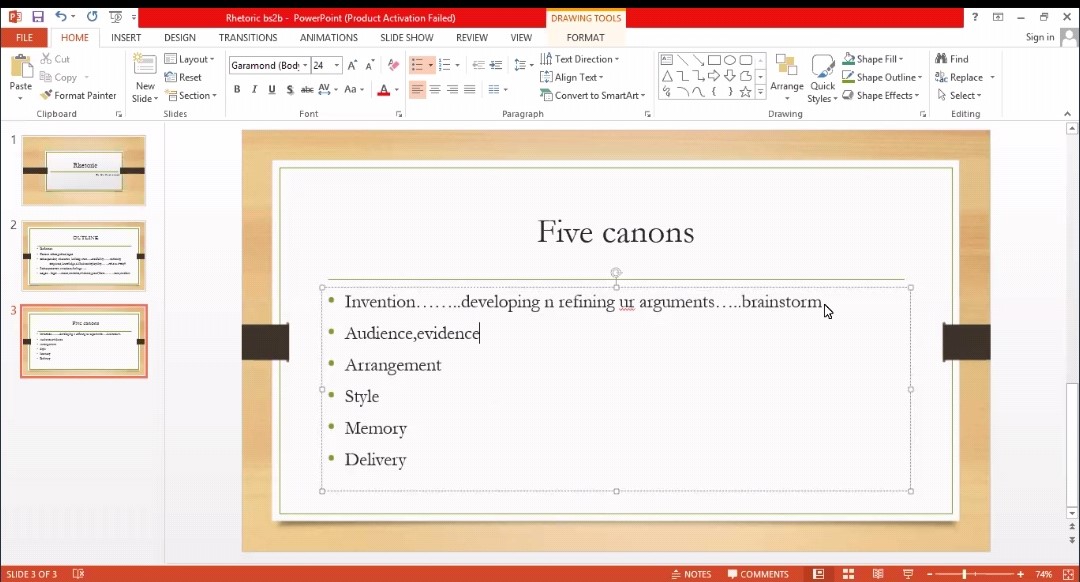 Rhetoric bs2b - PowerPoint (Product Activation Failed)
DRAWING TOOLS
FILE HOME INSERT DESIGN TRANSITIONS ANIMATIONS SLIDE SHOW REVIEW VIEW FORMAT
Sign in
Paste
Cut
Copy
Format Painter
Clipboard
New
Slide
Layout
Reset
Section
Slides
Garamond (Body 24
B I U S abc AV Aa A
Font
Text Direction
Align Text
Convert to SmartArt
Paragraph
Arrange
Quick
Styles
Shape Fill
Shape Outline
Shape Effects
Drawing
Find
Replace
Select
Editing
1
Rhetoric
2
OUTLINE
3
Five canons
Five canons
• Invention……..developing n refining ur arguments…..brainstorm,
• Audience,evidence
• Arrangement
• Style
• Memory
• Delivery
SLIDE 3 OF 3
NOTES
COMMENTS
74%